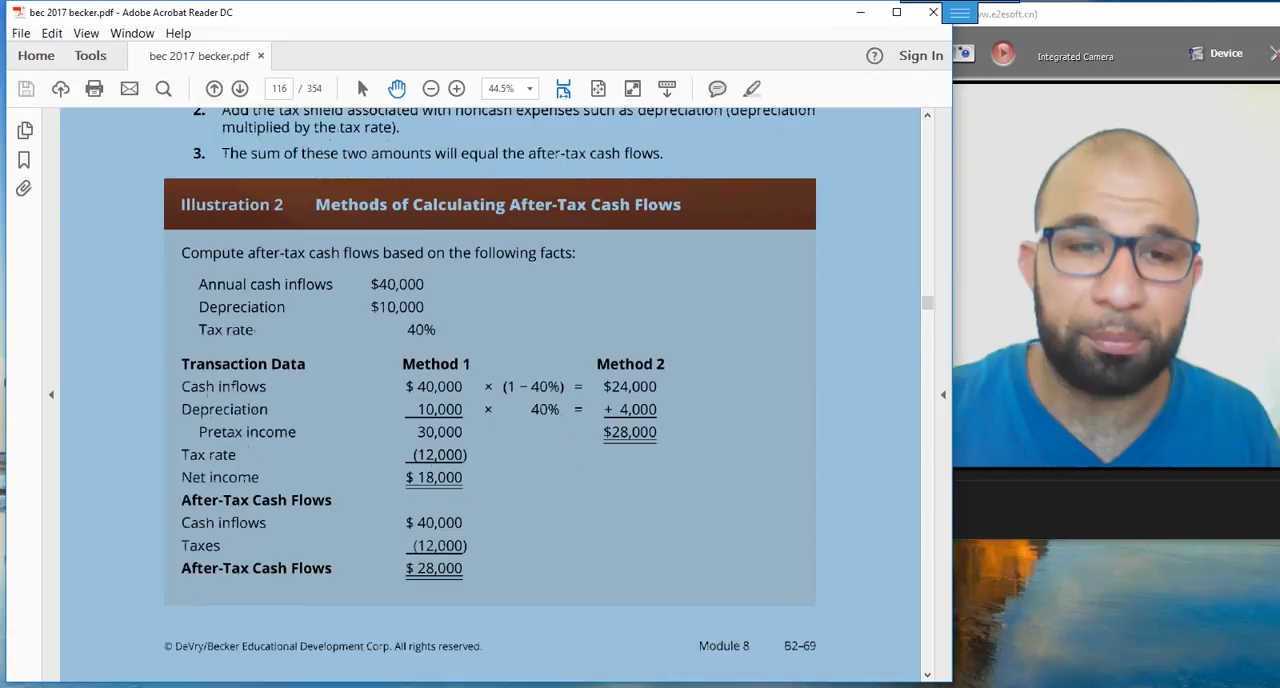 bec 2017 becker.pdf - Adobe Acrobat Reader DC
ww.e2esoft.cn)
File Edit View Window Help
Home Tools bec 2017 becker.pdf × Sign In
Integrated Camera Device
116 / 354 44.5%
2. Add the tax shield associated with noncash expenses such as depreciation (depreciation
multiplied by the tax rate).
3. The sum of these two amounts will equal the after-tax cash flows.
Illustration 2 Methods of Calculating After-Tax Cash Flows
Compute after-tax cash flows based on the following facts:
Annual cash inflows $40,000
Depreciation $10,000
Tax rate 40%
Transaction Data Method 1 Method 2
Cash inflows $ 40,000 × (1 – 40%) = $24,000
Depreciation 10,000 × 40% = + 4,000
Pretax income 30,000 $28,000
Tax rate (12,000)
Net income $ 18,000
After-Tax Cash Flows
Cash inflows $ 40,000
Taxes (12,000)
After-Tax Cash Flows $ 28,000
© DeVry/Becker Educational Development Corp. All rights reserved. Module 8 B2–69